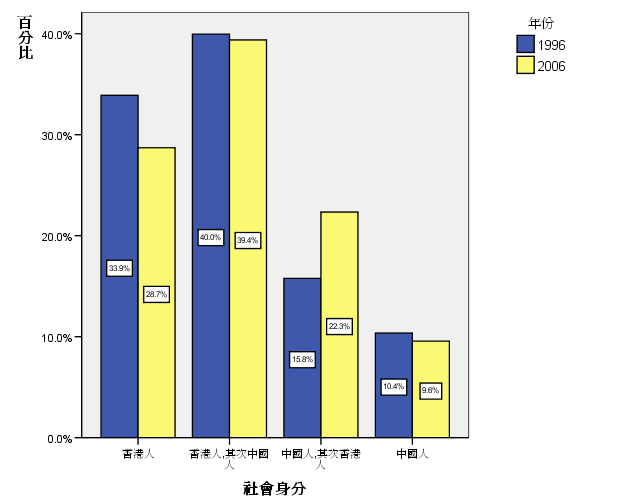 百分比
年份
1996
2006
40.0%
30.0%
20.0%
10.0%
0.0%
33.9%
28.7%
40.0%
39.4%
15.8%
22.3%
10.4%
9.6%
香港人
香港人,其次中國
人
中國人,其次香港
人
中國人
社會身分